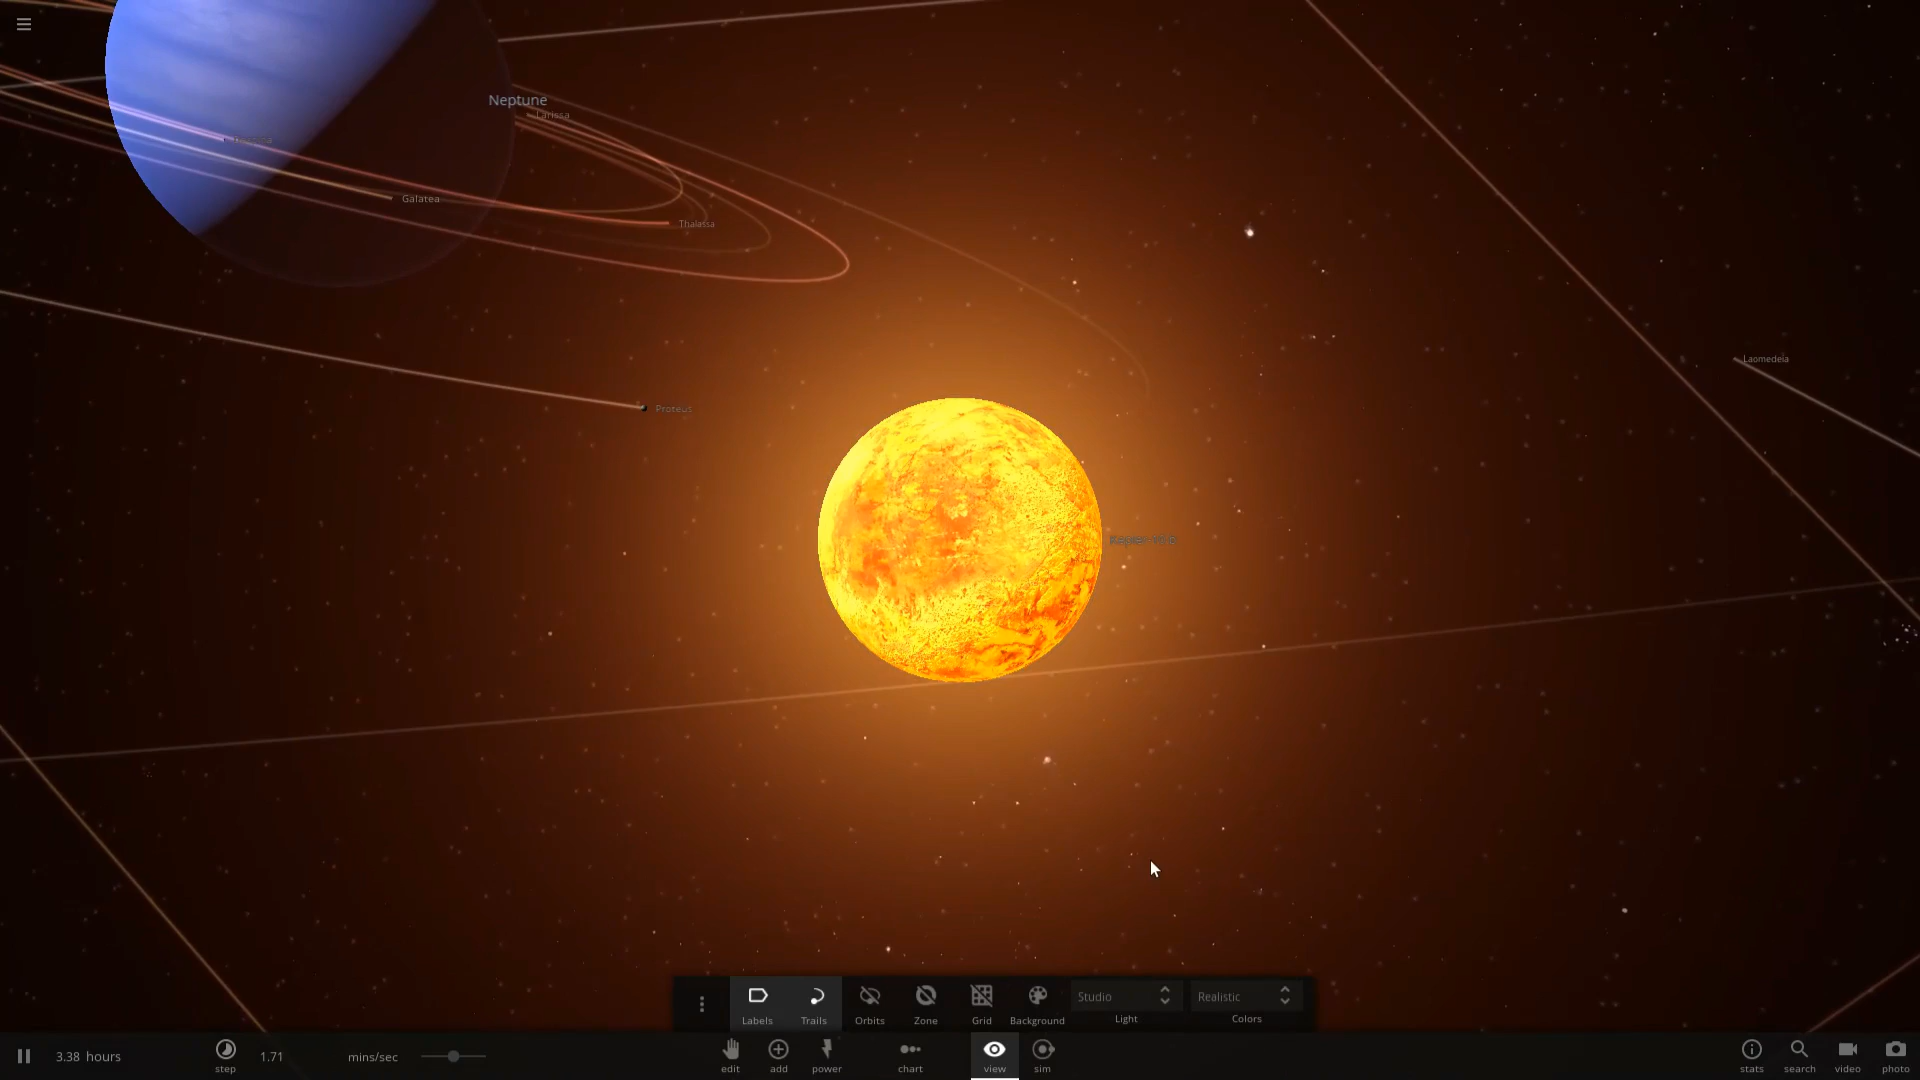 Neptune
Larissa
Galatea
Thalassa
Laomedeia
Proteus
Labels
Trails
Orbits
Zone
Grid
Background
Studio
Light
Realistic
Colors
3.38 hours
step
1.71
mins/sec
edit
add
power
chart
view
sim
stats
search
video
photo